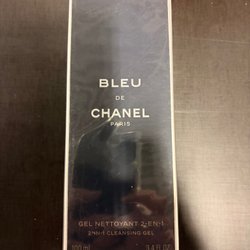 BLEU
DE
CHANEL
PARIS
GEL NETTOYANT 2-EN-1
2-IN-1 CLEANSING GEL
100 ml
3.4 FL. OZ.